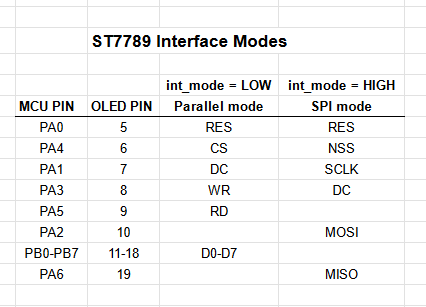 ST7789 Interface Modes
int_mode = LOW int_mode = HIGH
MCU PIN OLED PIN Parallel mode SPI mode
PA0 5 RES RES
PA4 6 CS NSS
PA1 7 DC SCLK
PA3 8 WR DC
PA5 9 RD
PA2 10 MOSI
PB0-PB7 11-18 D0-D7
PA6 19 MISO